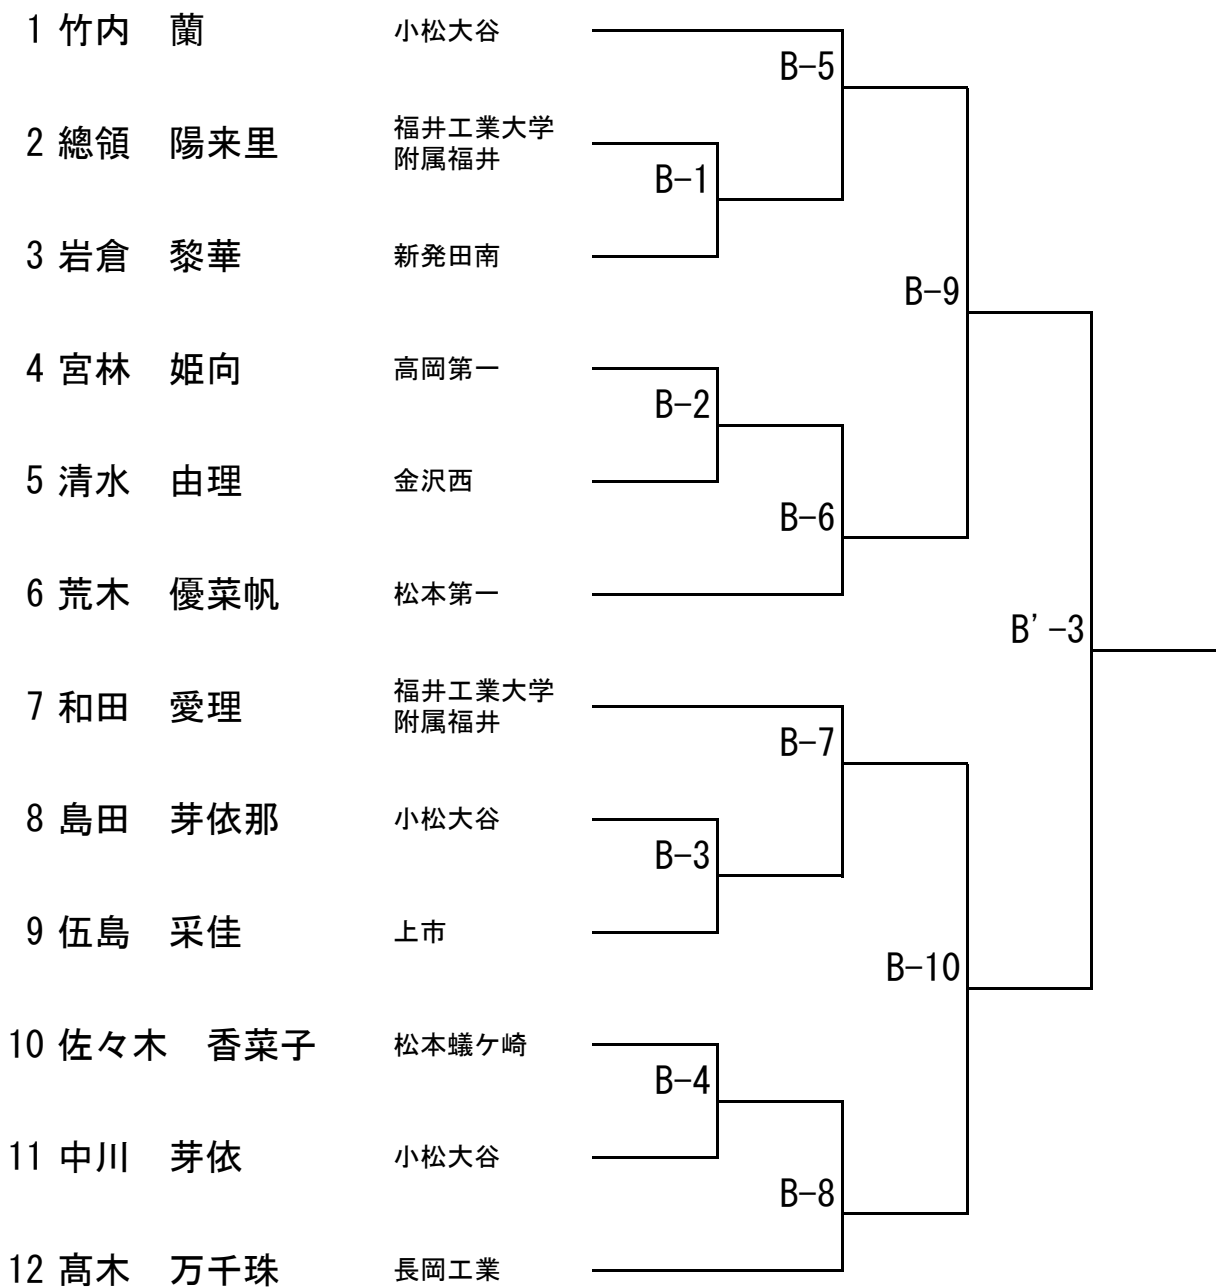 1 竹内 蘭 小松大谷
B-5
2 總領 陽来里 福井工業大学
附属福井
B-1
3 岩倉 黎華 新発田南
B-9
4 宮林 姫向 高岡第一
B-2
5 清水 由理 金沢西
B-6
6 荒木 優菜帆 松本第一
B'-3
7 和田 愛理 福井工業大学
附属福井
B-7
8 島田 芽依那 小松大谷
B-3
9 伍島 采佳 上市
B-10
10 佐々木 香菜子 松本蟻ケ崎
B-4
11 中川 芽依 小松大谷
B-8
12 髙木 万千珠 長岡工業